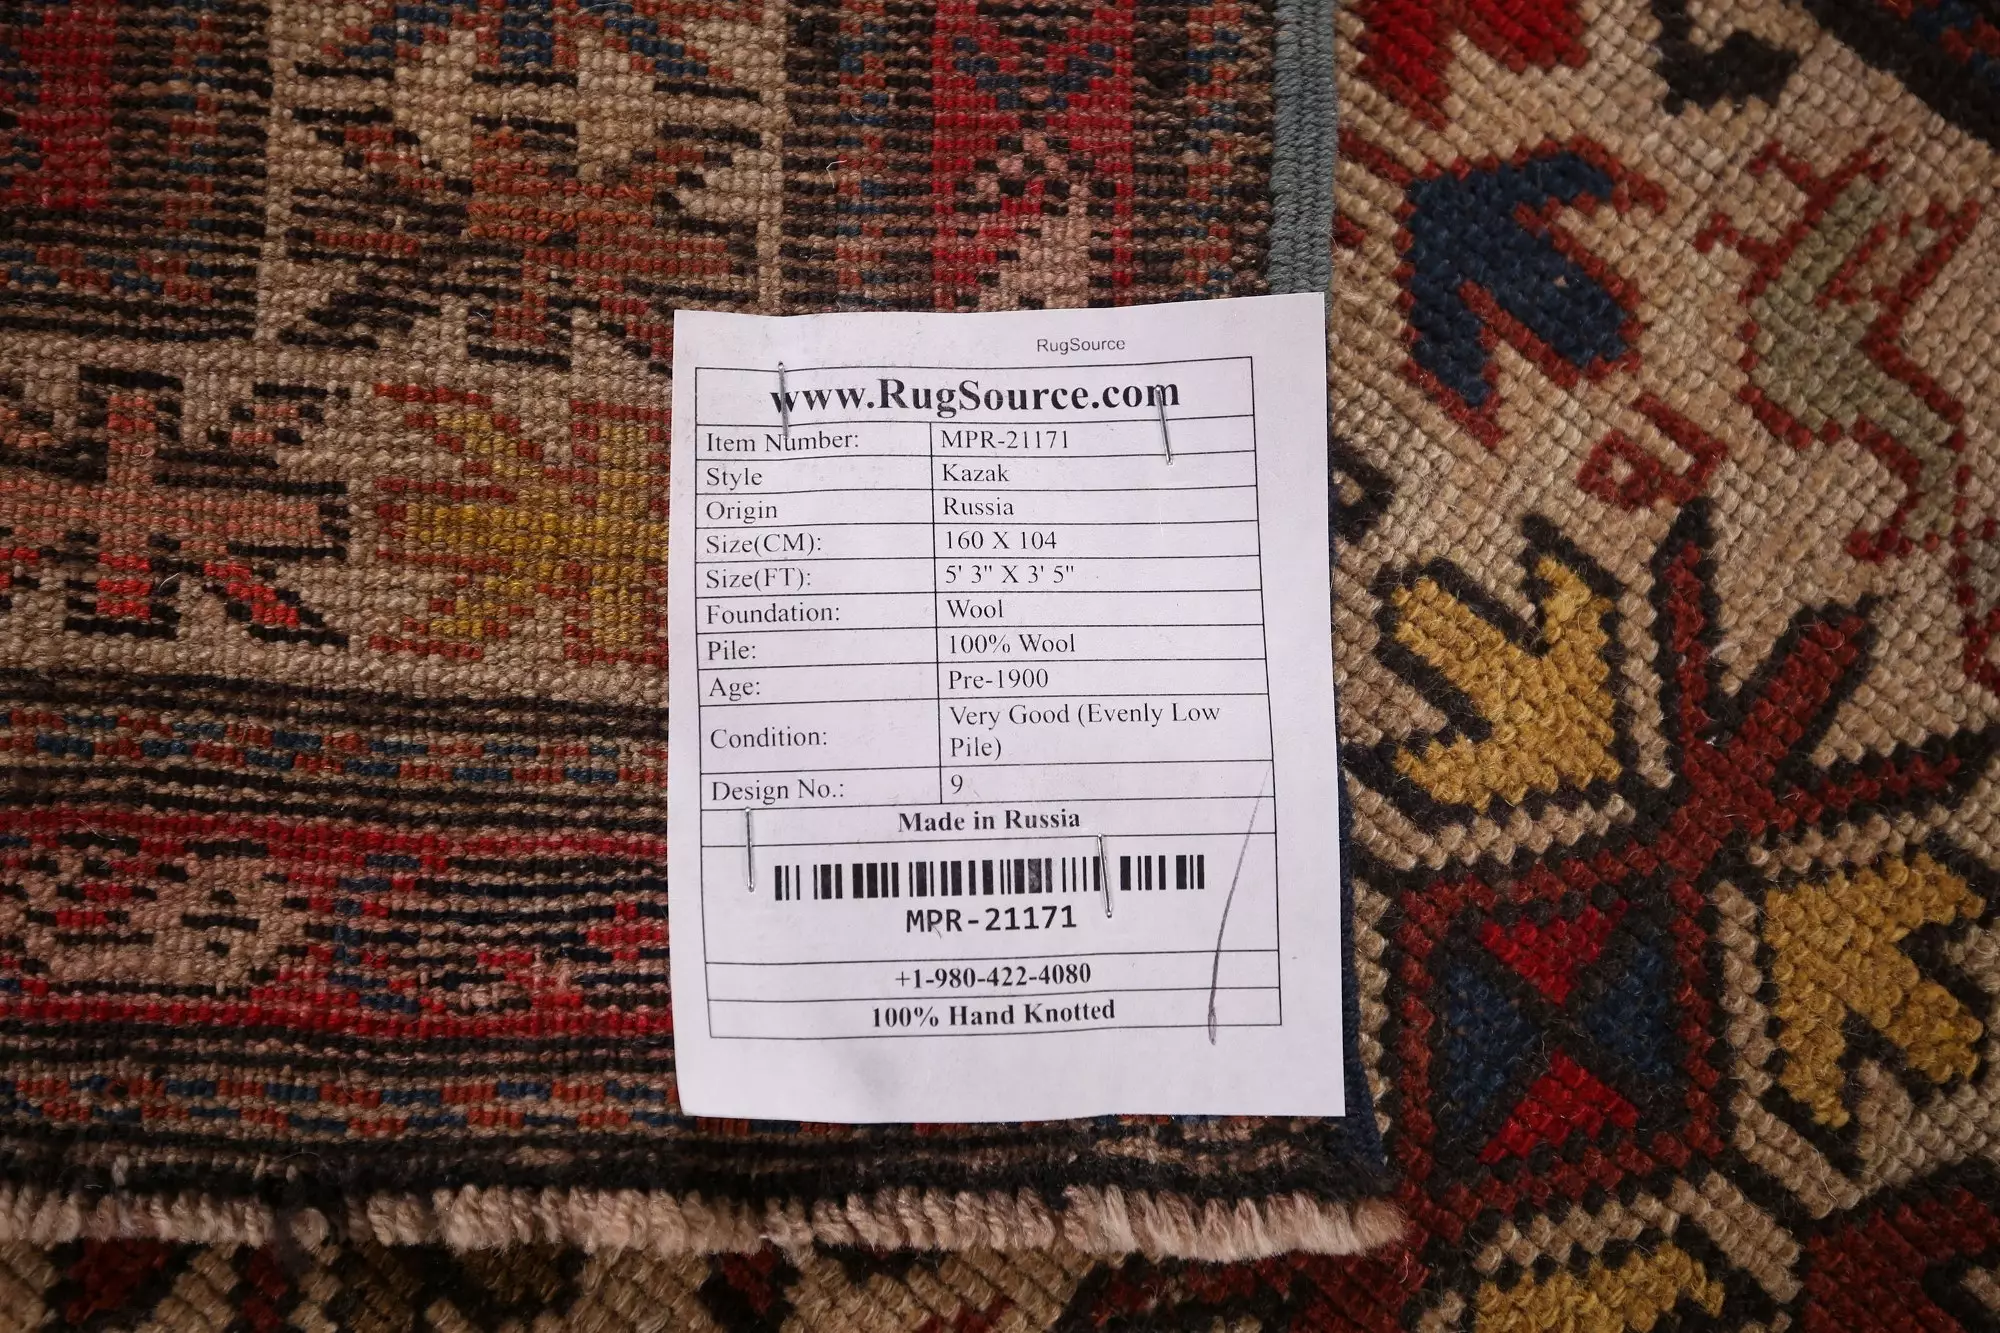 RugSource
www.RugSource.com
Item Number: MPR-21171
Style Kazak
Origin Russia
Size(CM): 160 X 104
Size(FT): 5' 3" X 3' 5"
Foundation: Wool
Pile: 100% Wool
Age: Pre-1900
Condition: Very Good (Evenly Low
Pile)
Design No.: 9
Made in Russia
MPR-21171
+1-980-422-4080
100% Hand Knotted